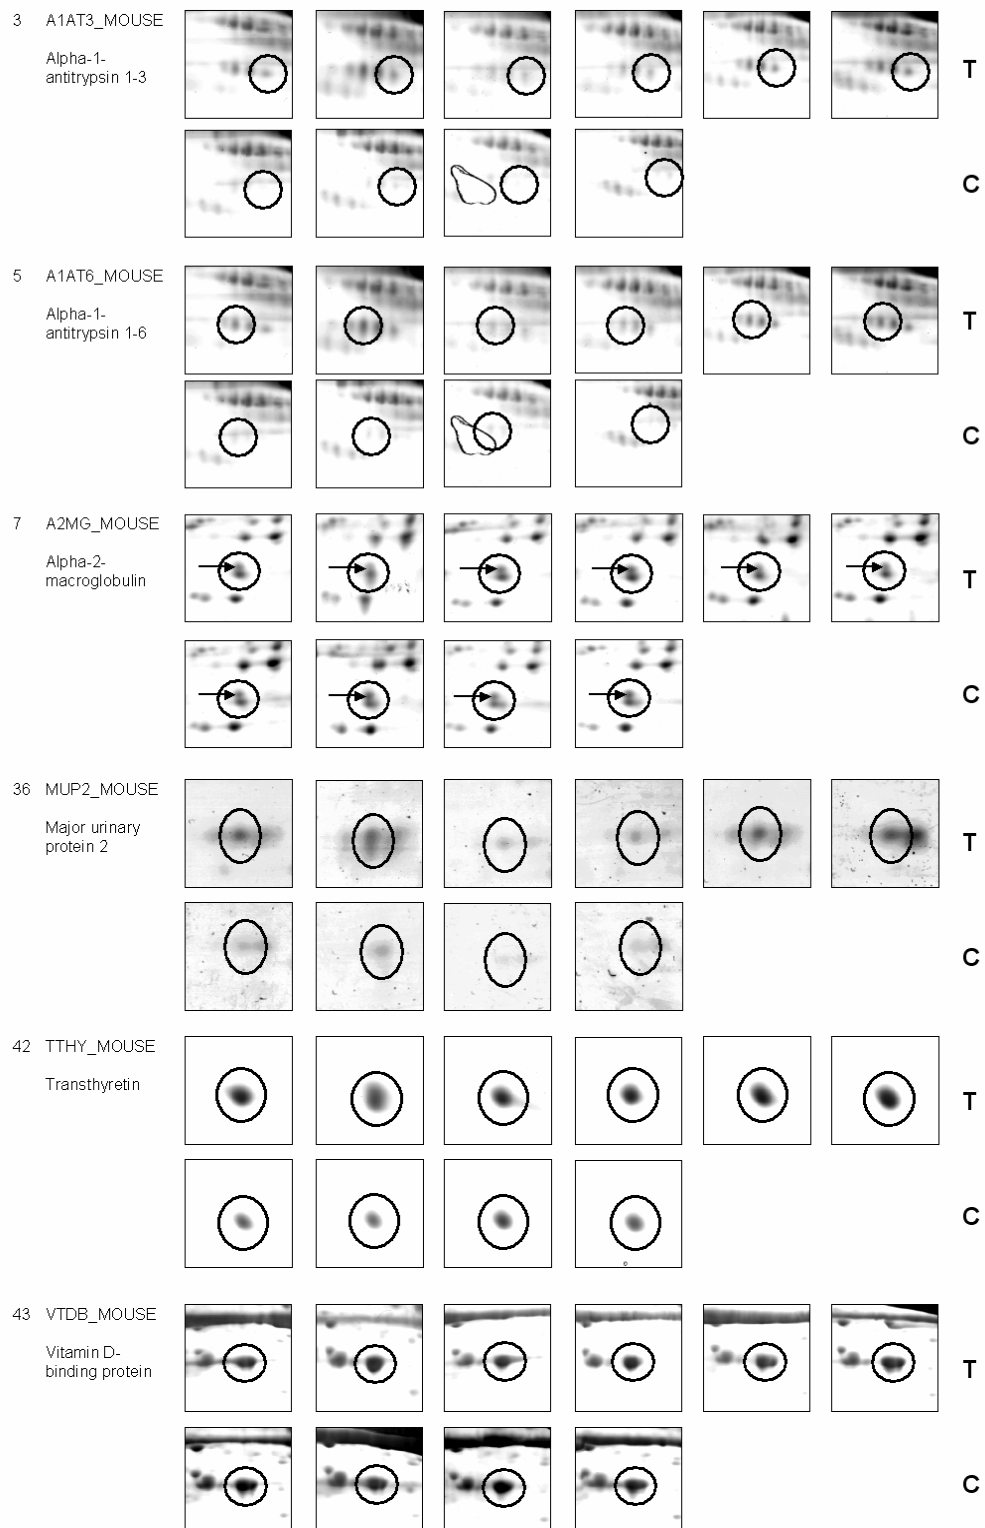 3 A1AT3_MOUSE
Alpha-1-
antitrypsin 1-3
T
C
5 A1AT6_MOUSE
Alpha-1-
antitrypsin 1-6
T
C
7 A2MG_MOUSE
Alpha-2-
macroglobulin
T
C
36 MUP2_MOUSE
Major urinary
protein 2
T
C
42 TTHY_MOUSE
Transthyretin
T
C
43 VTDB_MOUSE
Vitamin D-
binding protein
T
C